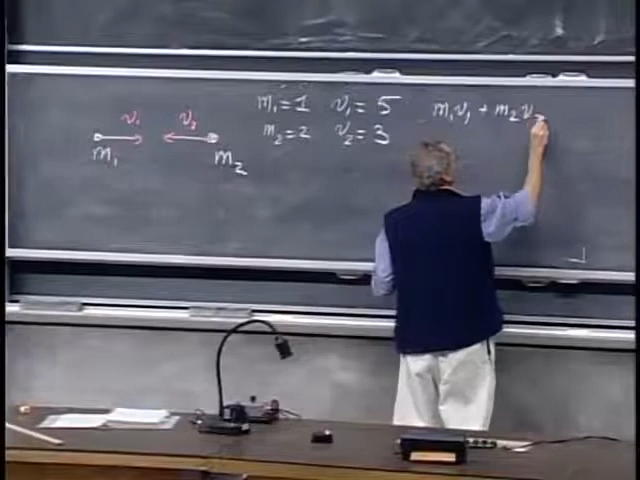 v₁ v₂
m₁ m₂
m₁=1 v₁=5
m₂=2 v₂=3
m₁v₁ + m₂v₂